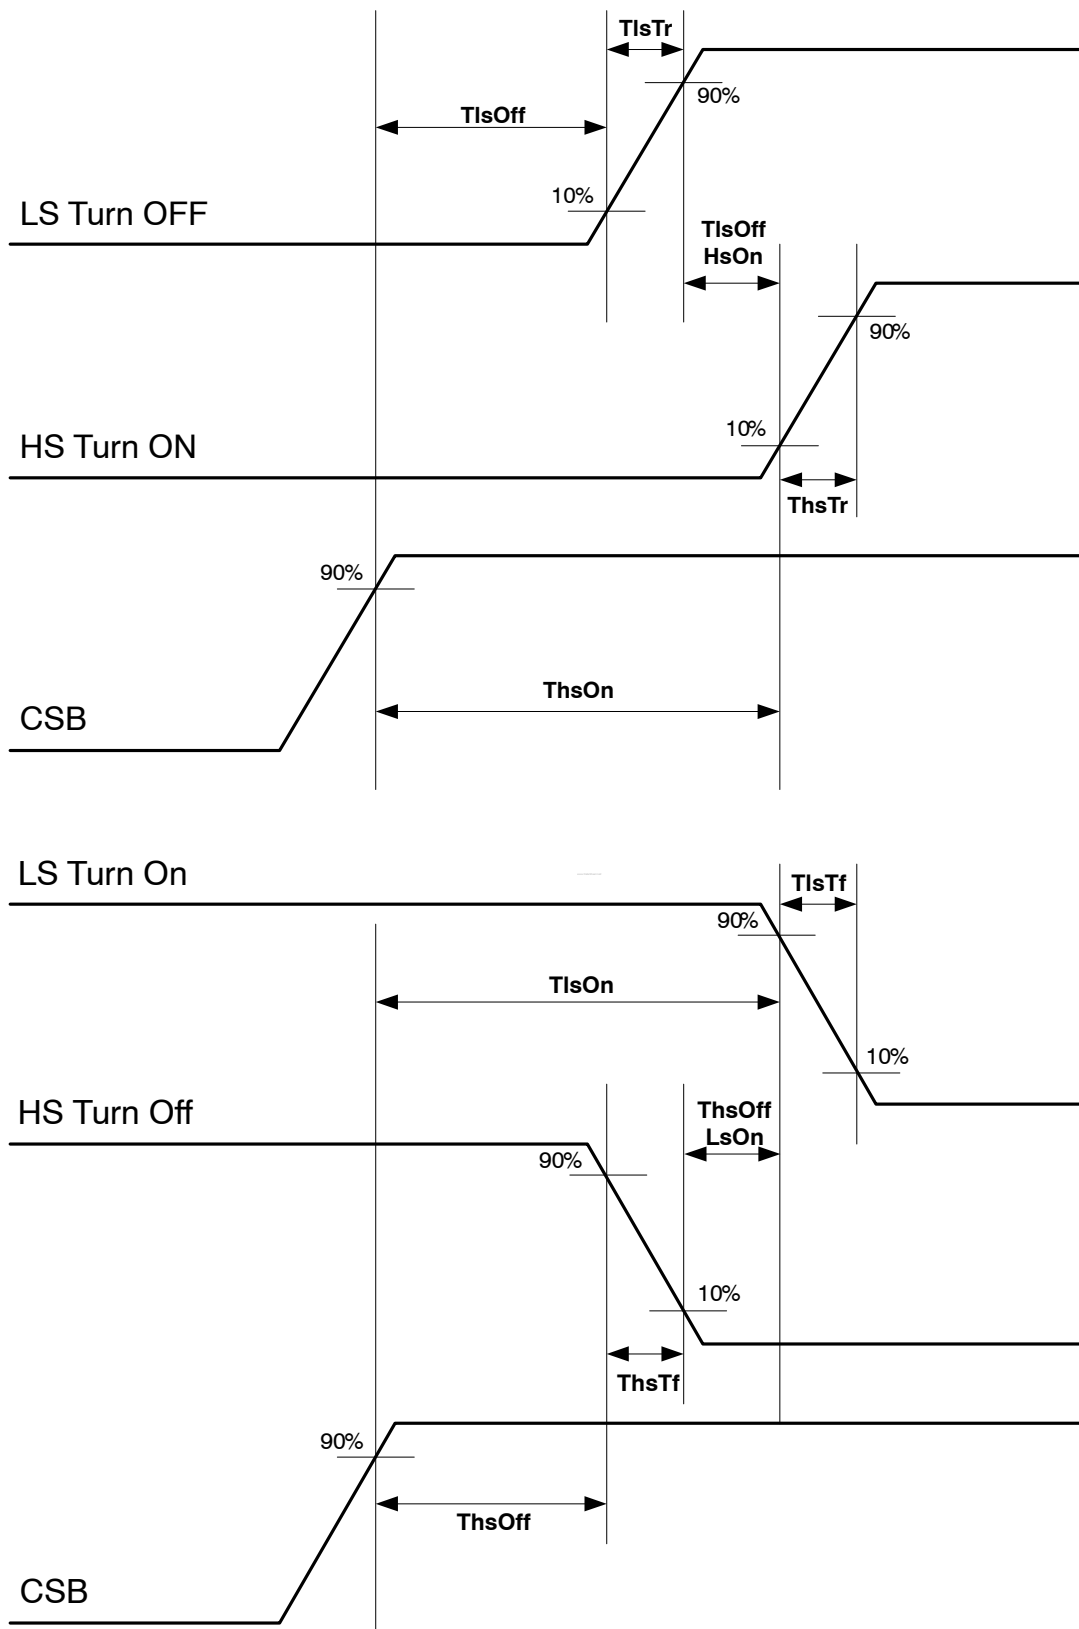 TlsTr
90%
TlsOff
10%
LS Turn OFF
TlsOff
HsOn
90%
10%
HS Turn ON
ThsTr
90%
ThsOn
CSB
LS Turn On
TlsTf
90%
TlsOn
10%
HS Turn Off
ThsOff
LsOn
90%
10%
ThsTf
90%
ThsOff
CSB